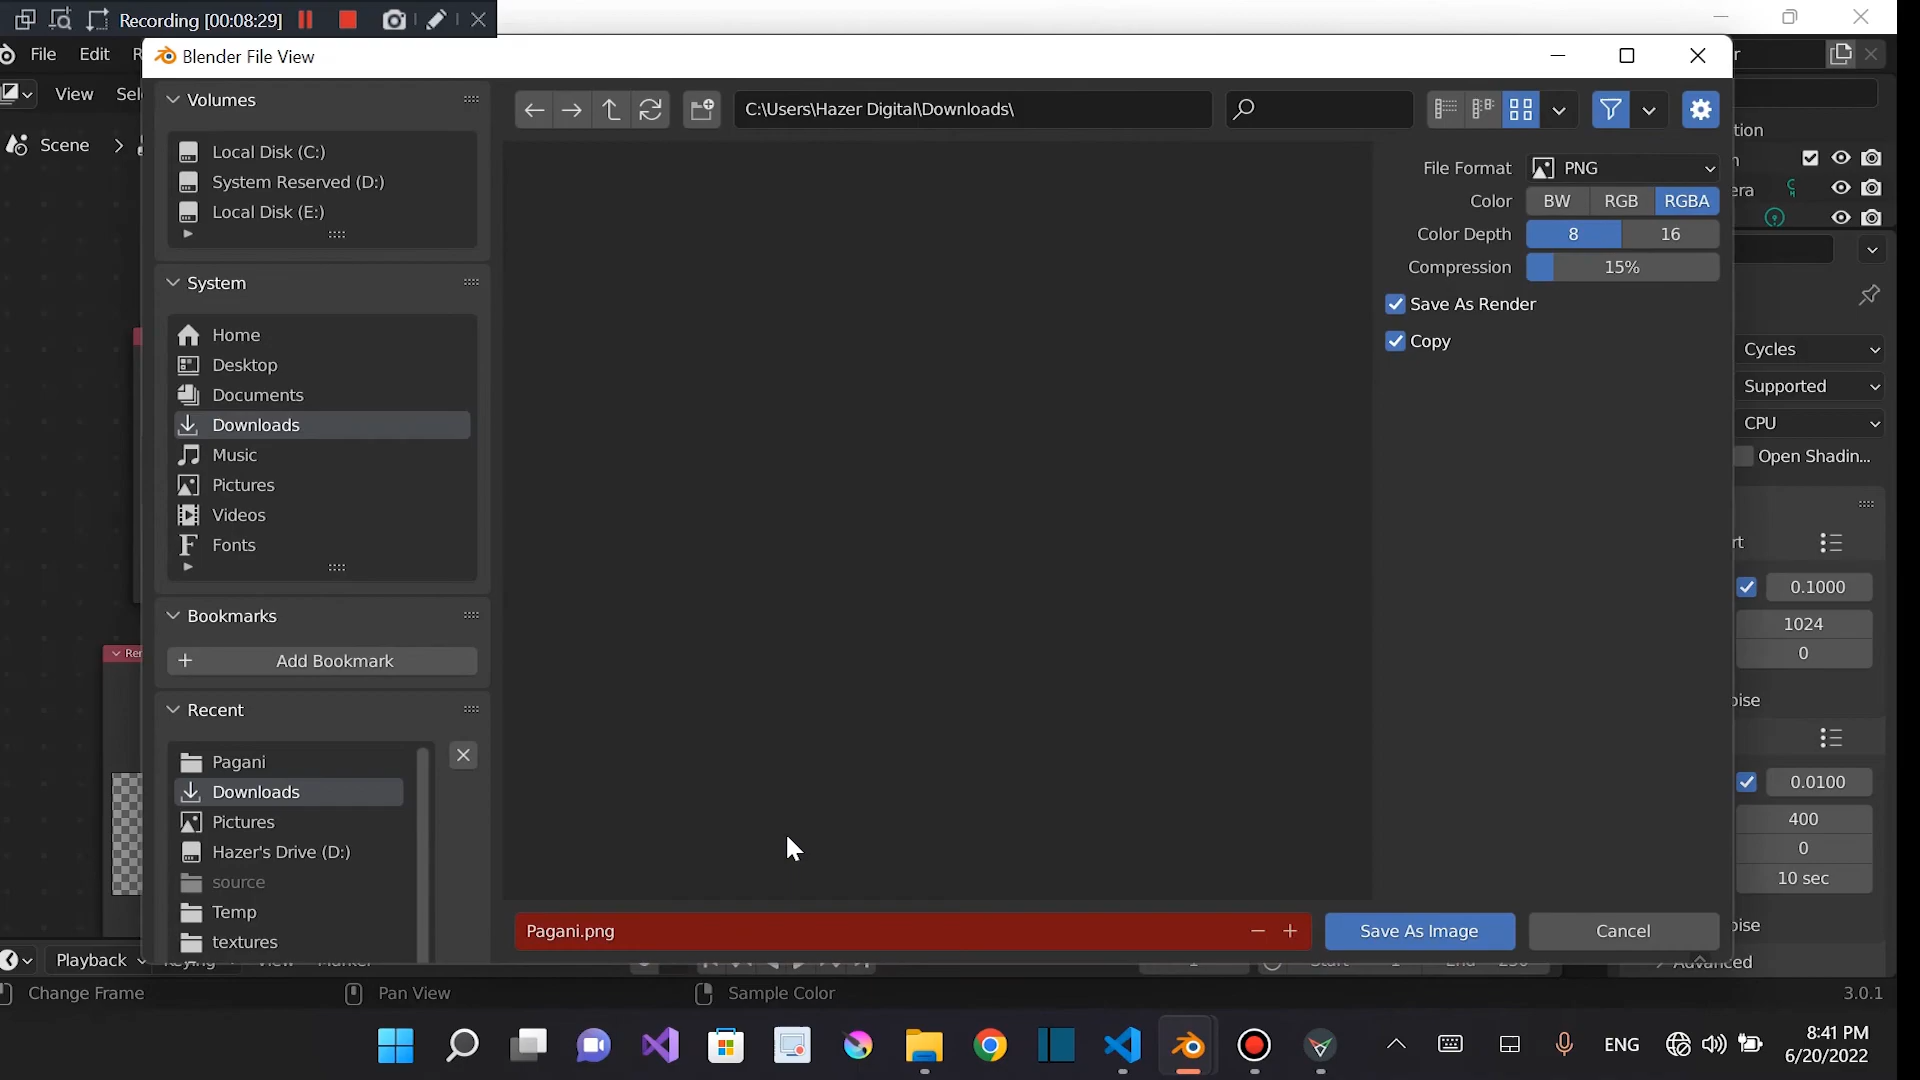 Recording [00:08:29]
File Edit
Blender File View
View Sel
Volumes
C:\Users\Hazer Digital\Downloads\
Scene
Local Disk (C:)
System Reserved (D:)
Local Disk (E:)
File Format PNG
Color BW RGB RGBA
Color Depth 8 16
Compression 15%
Save As Render
Copy
System
Home
Desktop
Documents
Downloads
Music
Pictures
Videos
Fonts
Cycles
Supported
CPU
Open Shadin...
0.1000
1024
0
Bookmarks
Add Bookmark
Recent
Pagani
Downloads
Pictures
Hazer's Drive (D:)
source
Temp
textures
0.0100
400
0
10 sec
Pagani.png
Save As Image
Cancel
Playback
Advanced
Change Frame
Pan View
Sample Color
3.0.1
ENG
8:41 PM
6/20/2022